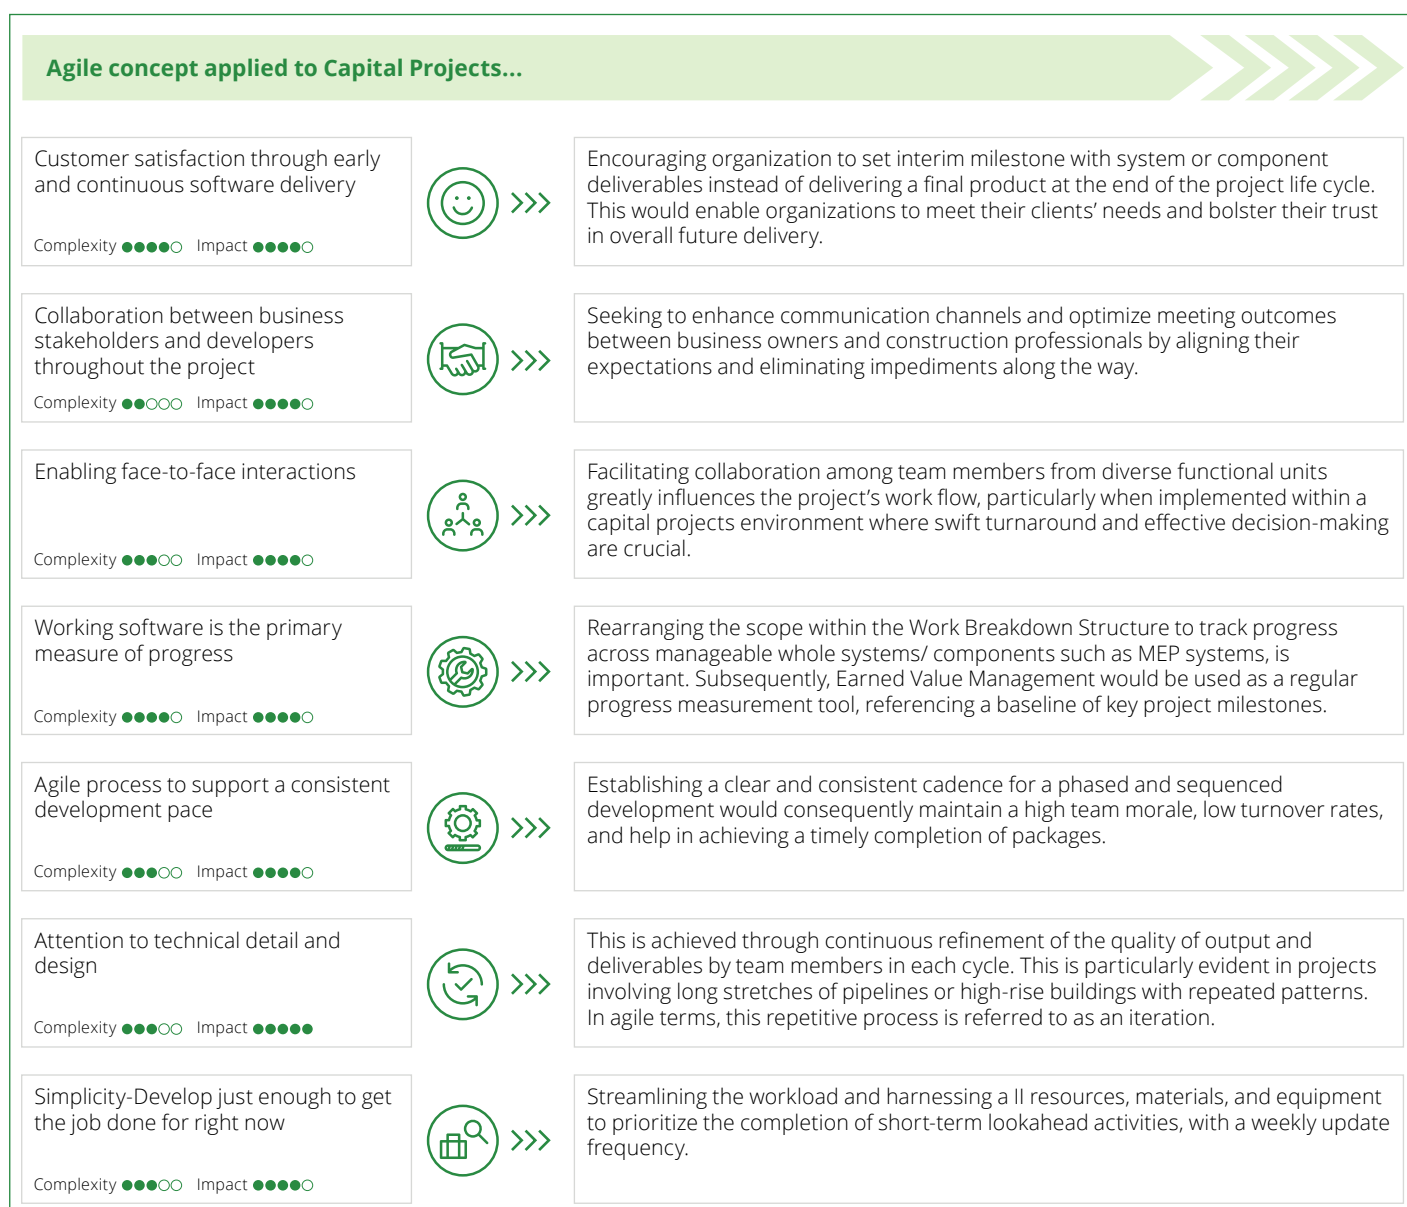 Agile concept applied to Capital Projects...
Customer satisfaction through early
and continuous software delivery
Complexity ●●●●○ Impact ●●●●○
Encouraging organization to set interim milestone with system or component
deliverables instead of delivering a final product at the end of the project life cycle.
This would enable organizations to meet their clients’ needs and bolster their trust
in overall future delivery.
Collaboration between business
stakeholders and developers
throughout the project
Complexity ●●○○○ Impact ●●●●○
Seeking to enhance communication channels and optimize meeting outcomes
between business owners and construction professionals by aligning their
expectations and eliminating impediments along the way.
Enabling face-to-face interactions
Complexity ●●●○○ Impact ●●●●○
Facilitating collaboration among team members from diverse functional units
greatly influences the project’s work flow, particularly when implemented within a
capital projects environment where swift turnaround and effective decision-making
are crucial.
Working software is the primary
measure of progress
Complexity ●●●●○ Impact ●●●●○
Rearranging the scope within the Work Breakdown Structure to track progress
across manageable whole systems/ components such as MEP systems, is
important. Subsequently, Earned Value Management would be used as a regular
progress measurement tool, referencing a baseline of key project milestones.
Agile process to support a consistent
development pace
Complexity ●●●○○ Impact ●●●●○
Establishing a clear and consistent cadence for a phased and sequenced
development would consequently maintain a high team morale, low turnover rates,
and help in achieving a timely completion of packages.
Attention to technical detail and
design
Complexity ●●●○○ Impact ●●●●●
This is achieved through continuous refinement of the quality of output and
deliverables by team members in each cycle. This is particularly evident in projects
involving long stretches of pipelines or high-rise buildings with repeated patterns.
In agile terms, this repetitive process is referred to as an iteration.
Simplicity-Develop just enough to get
the job done for right now
Complexity ●●●○○ Impact ●●●●○
Streamlining the workload and harnessing a II resources, materials, and equipment
to prioritize the completion of short-term lookahead activities, with a weekly update
frequency.